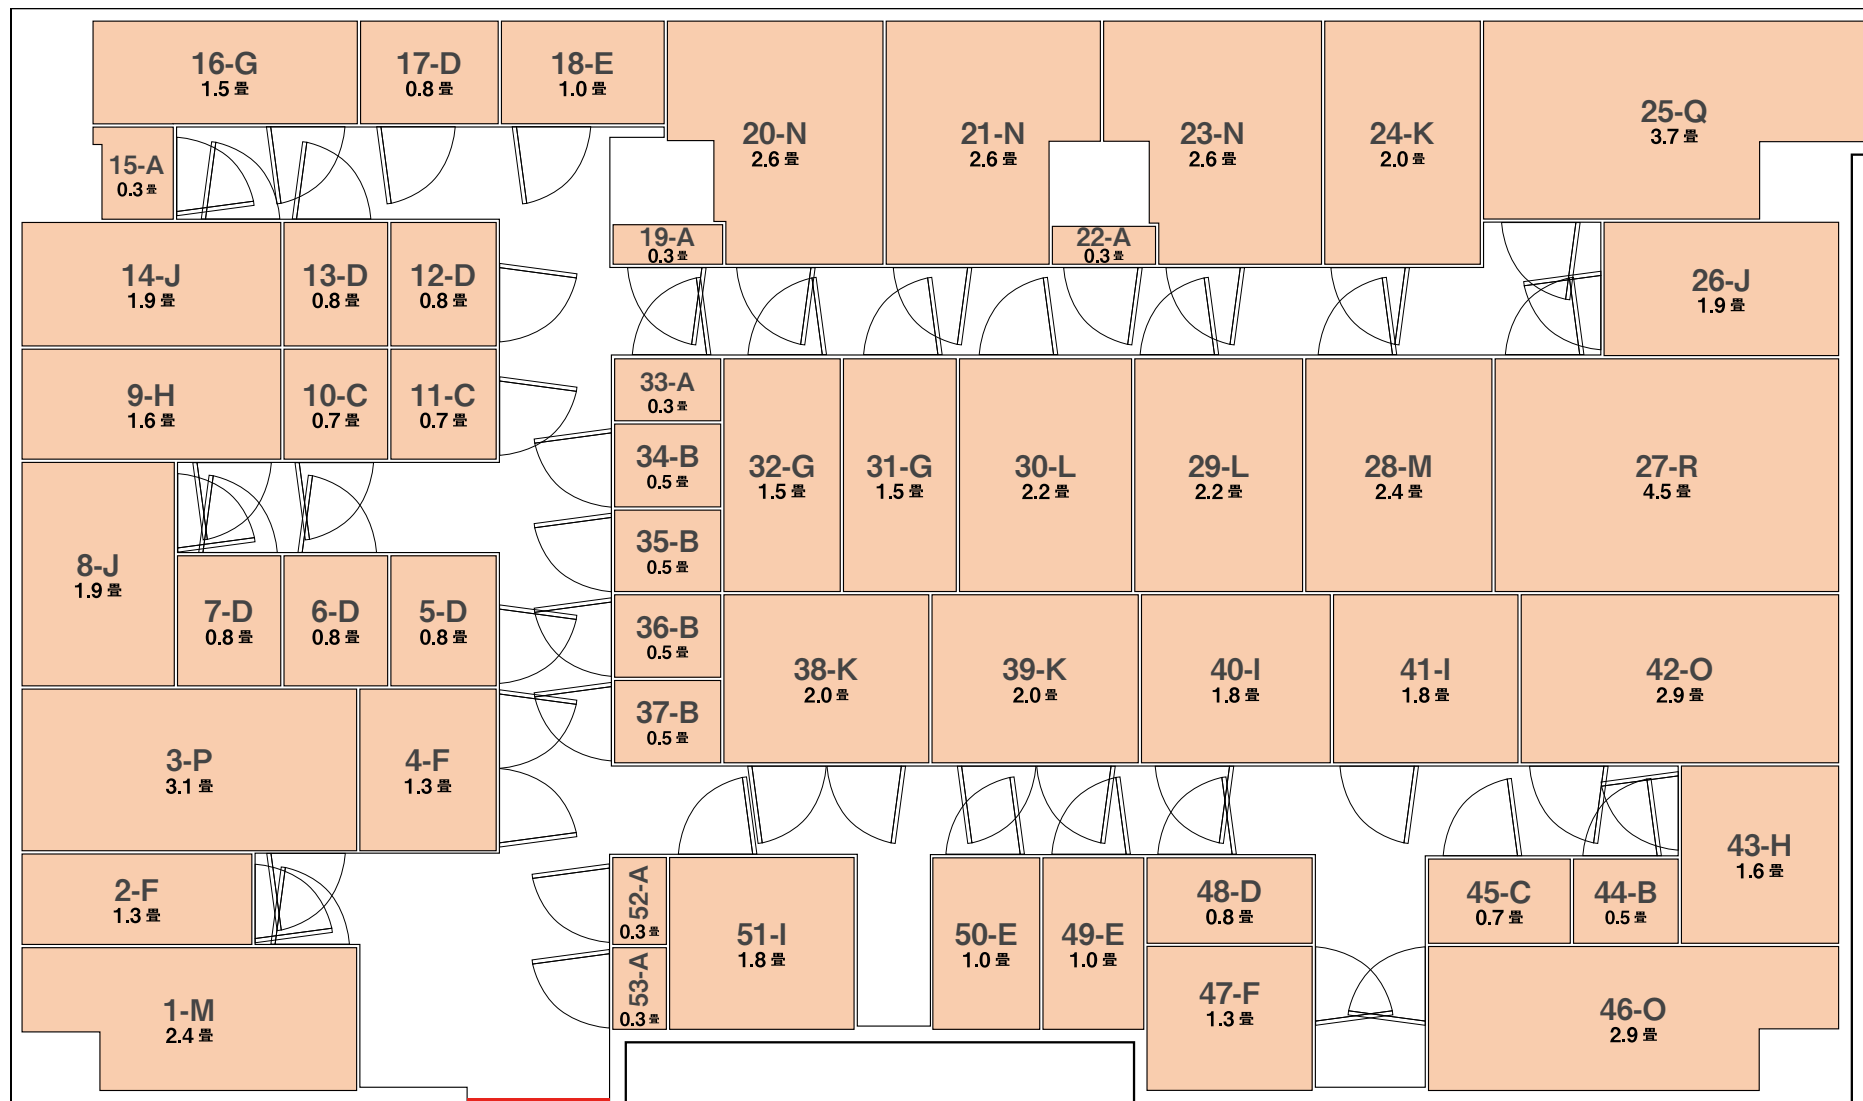 16-G
1.5 畳
17-D
0.8 畳
18-E
1.0 畳
20-N
2.6 畳
21-N
2.6 畳
23-N
2.6 畳
24-K
2.0 畳
25-Q
3.7 畳
15-A
0.3 畳
19-A
0.3 畳
22-A
0.3 畳
14-J
1.9 畳
13-D
0.8 畳
12-D
0.8 畳
26-J
1.9 畳
9-H
1.6 畳
10-C
0.7 畳
11-C
0.7 畳
33-A
0.3 畳
34-B
0.5 畳
35-B
0.5 畳
32-G
1.5 畳
31-G
1.5 畳
30-L
2.2 畳
29-L
2.2 畳
28-M
2.4 畳
27-R
4.5 畳
8-J
1.9 畳
7-D
0.8 畳
6-D
0.8 畳
5-D
0.8 畳
36-B
0.5 畳
37-B
0.5 畳
38-K
2.0 畳
39-K
2.0 畳
40-I
1.8 畳
41-I
1.8 畳
42-O
2.9 畳
3-P
3.1 畳
4-F
1.3 畳
2-F
1.3 畳
52-A
0.3 畳
51-I
1.8 畳
50-E
1.0 畳
49-E
1.0 畳
48-D
0.8 畳
45-C
0.7 畳
44-B
0.5 畳
43-H
1.6 畳
1-M
2.4 畳
53-A
0.3 畳
47-F
1.3 畳
46-O
2.9 畳